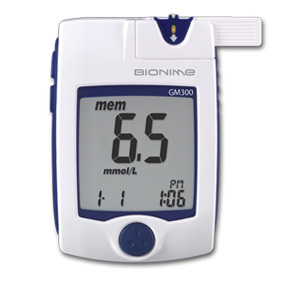 BIONIME
GM300
mem
6.5
mmol/L
PM
1-1 1:06